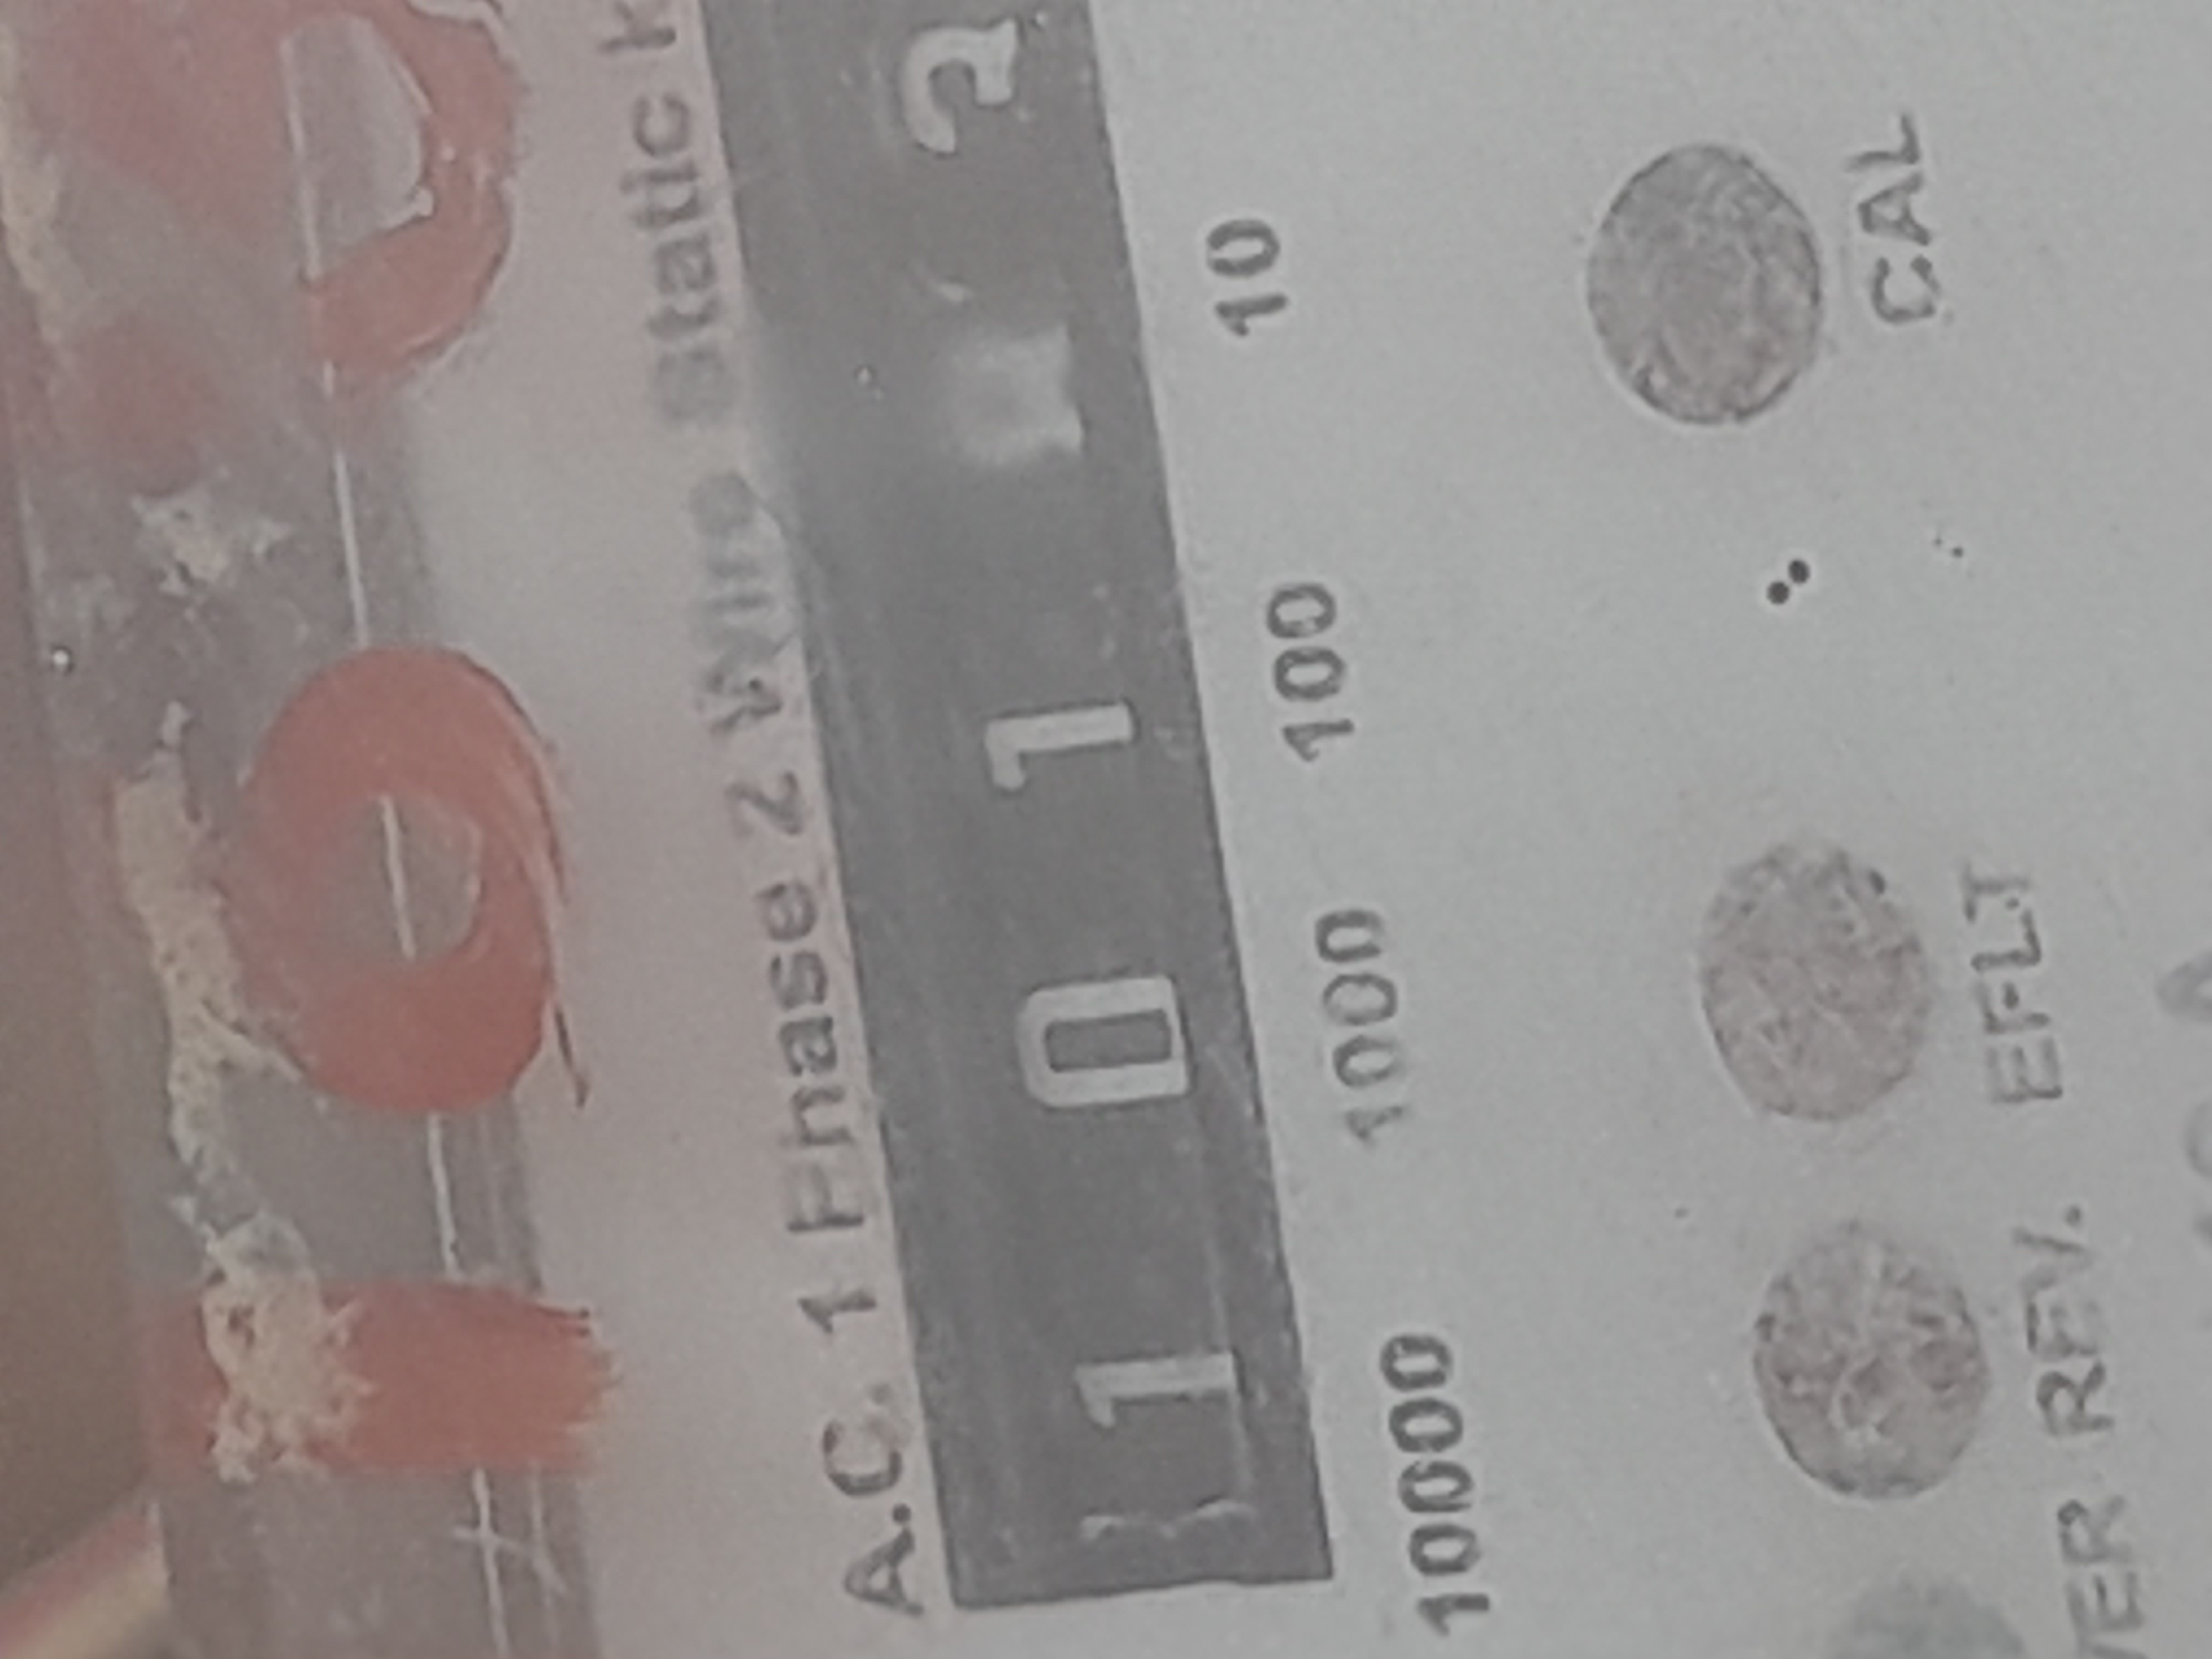 A.C. 1 Phase 2 Wire Static
1 0 1 2
10000 1000 100 10
CAL
EFLT
REV.